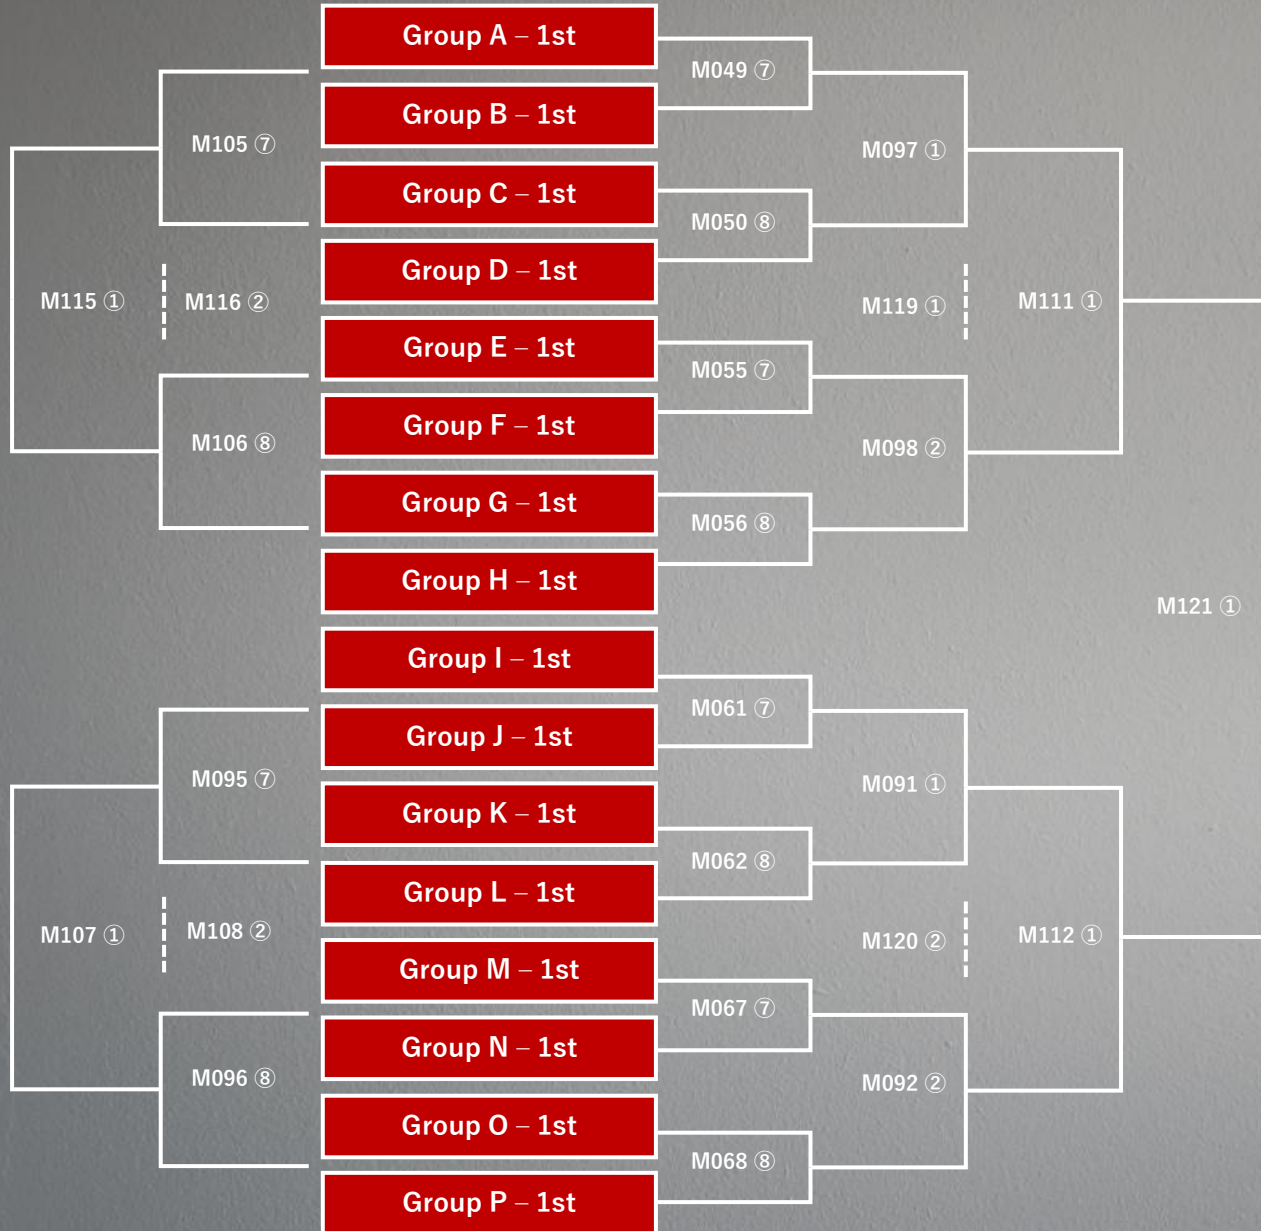 Group A – 1st
M049 ⑦
Group B – 1st
M105 ⑦
M097 ①
Group C – 1st
M050 ⑧
Group D – 1st
M115 ①
M116 ②
M119 ①
M111 ①
Group E – 1st
M055 ⑦
Group F – 1st
M106 ⑧
M098 ②
Group G – 1st
M056 ⑧
Group H – 1st
M121 ①
Group I – 1st
M061 ⑦
Group J – 1st
M095 ⑦
M091 ①
Group K – 1st
M062 ⑧
Group L – 1st
M107 ①
M108 ②
M120 ②
M112 ①
Group M – 1st
M067 ⑦
Group N – 1st
M096 ⑧
M092 ②
Group O – 1st
M068 ⑧
Group P – 1st